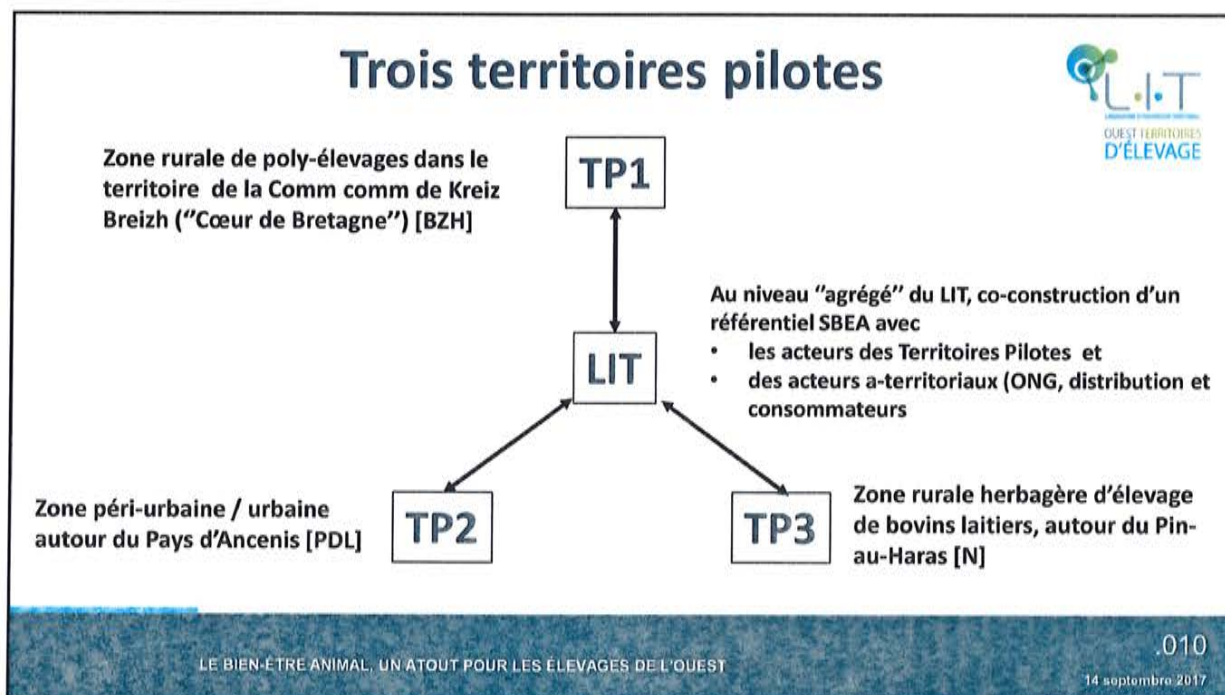 Trois territoires pilotes
L.I.T
OUEST TERRITOIRES
D'ÉLEVAGE
Zone rurale de poly-élevages dans le
territoire de la Comm comm de Kreiz
Breizh (‘’Cœur de Bretagne’’) [BZH]
TP1
Au niveau ‘’agrégé’’ du LIT, co-construction d’un
référentiel SBEA avec
• les acteurs des Territoires Pilotes et
• des acteurs a-territoriaux (ONG, distribution et
consommateurs
LIT
Zone péri-urbaine / urbaine
autour du Pays d’Ancenis [PDL]
TP2
TP3
Zone rurale herbagère d’élevage
de bovins laitiers, autour du Pin-
au-Haras [N]
LE BIEN-ÊTRE ANIMAL, UN ATOUT POUR LES ÉLEVAGES DE L'OUEST
.010
14 septembre 2017